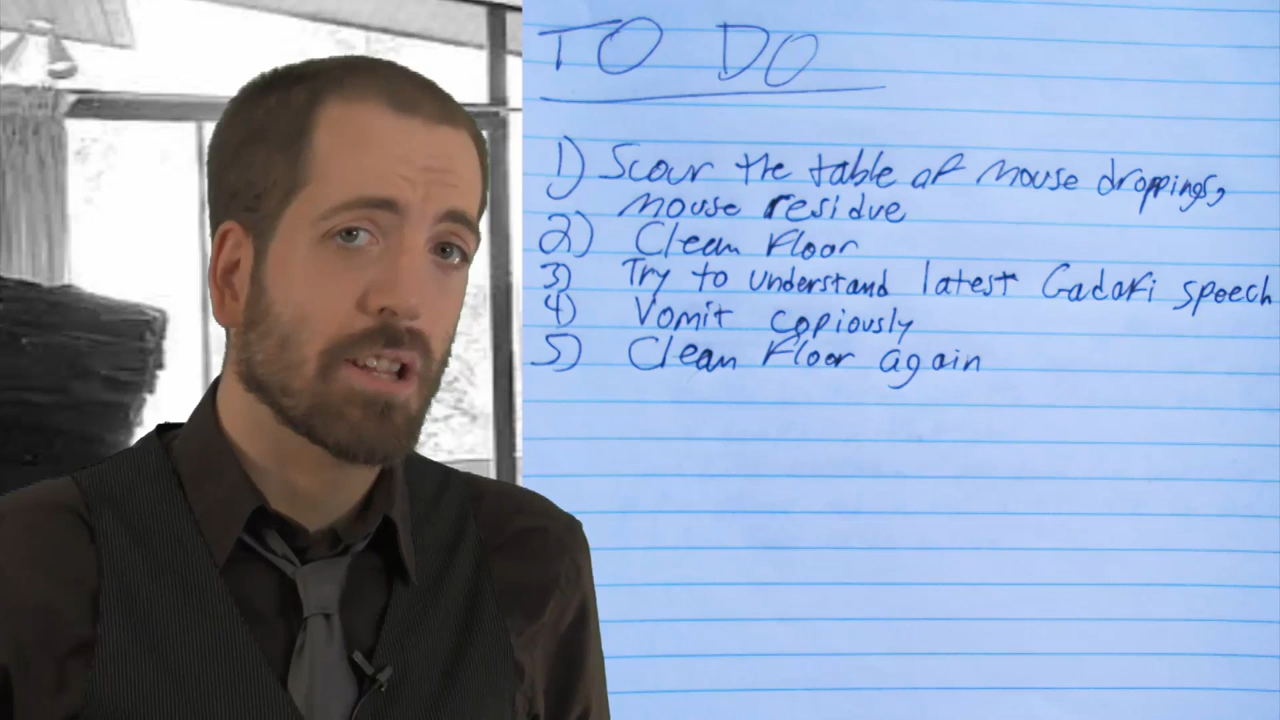 TO DO
1) Scour the table of mouse droppings,
mouse residue
2) Clean Floor
3) Try to understand latest Gadafi speech
4) Vomit copiously
5) Clean Floor again